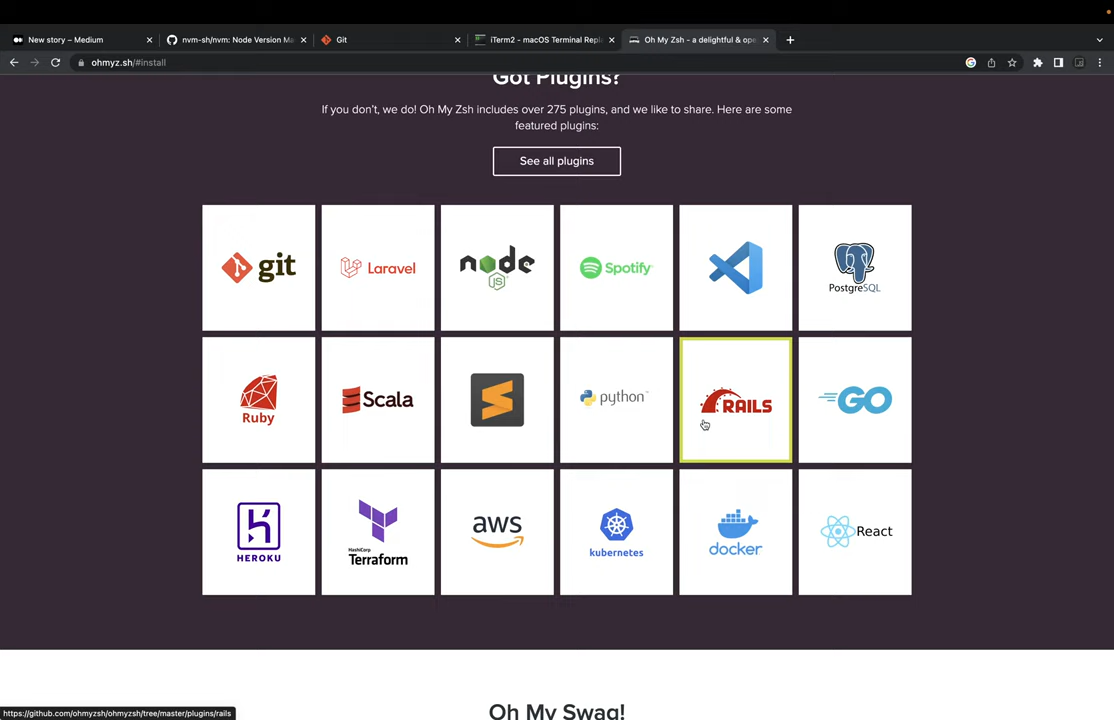 New story – Medium
nvm-sh/nvm: Node Version Ma
Git
iTerm2 - macOS Terminal Repla
Oh My Zsh - a delightful & ope
ohmyz.sh/#install
Got Plugins?
If you don't, we do! Oh My Zsh includes over 275 plugins, and we like to share. Here are some
featured plugins:
See all plugins
git
Laravel
node
JS
Spotify
PostgreSQL
Ruby
Scala
python
RAILS
GO
HEROKU
HashiCorp
Terraform
aws
kubernetes
docker
React
Oh My Swag!
https://github.com/ohmyzsh/ohmyzsh/tree/master/plugins/rails